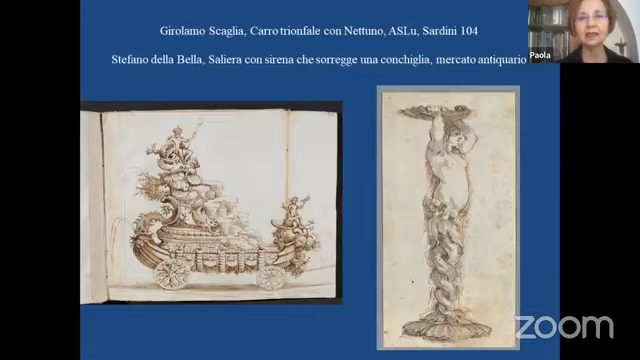 Girolamo Scaglia, Carro trionfale con Nettuno, ASLu, Sardini 104
Stefano della Bella, Saliera con sirena che sorregge una conchiglia, mercato antiquario
Paola
zoom